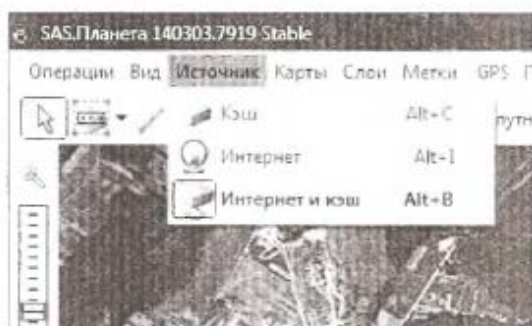 SAS.Планета 140303.7919 Stable
Операции Вид Источник Карты Слои Метки GPS
Кэш Alt+C
Интернет Alt+I
Интернет и кэш Alt+B